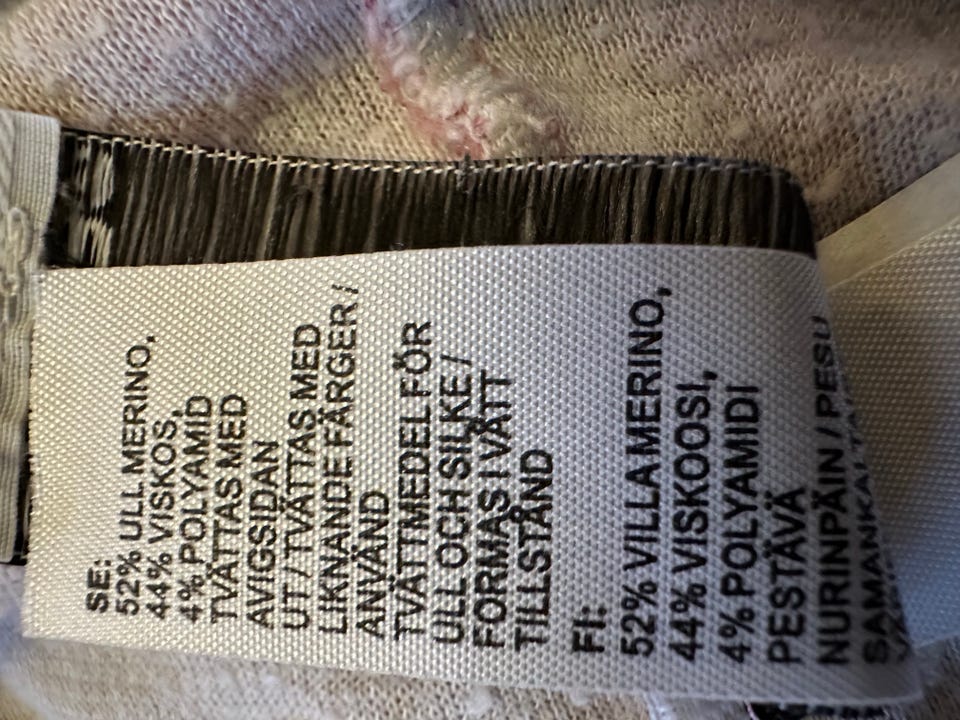 SE:
52% ULL MERINO,
44% VISKOS,
4% POLYAMID
TVÄTTAS MED
AVIGSIDAN
UT / TVÄTTAS MED
LIKNANDE FÄRGER /
ANVÄND
TVÄTTMEDEL FÖR
ULL OCH SILKE /
FORMAS I VÅTT
TILLSTÅND
FI:
52% VILLA MERINO,
44% VISKOOSI,
4% POLYAMIDI
PESTÄVÄ
NURINPÄIN / PESU